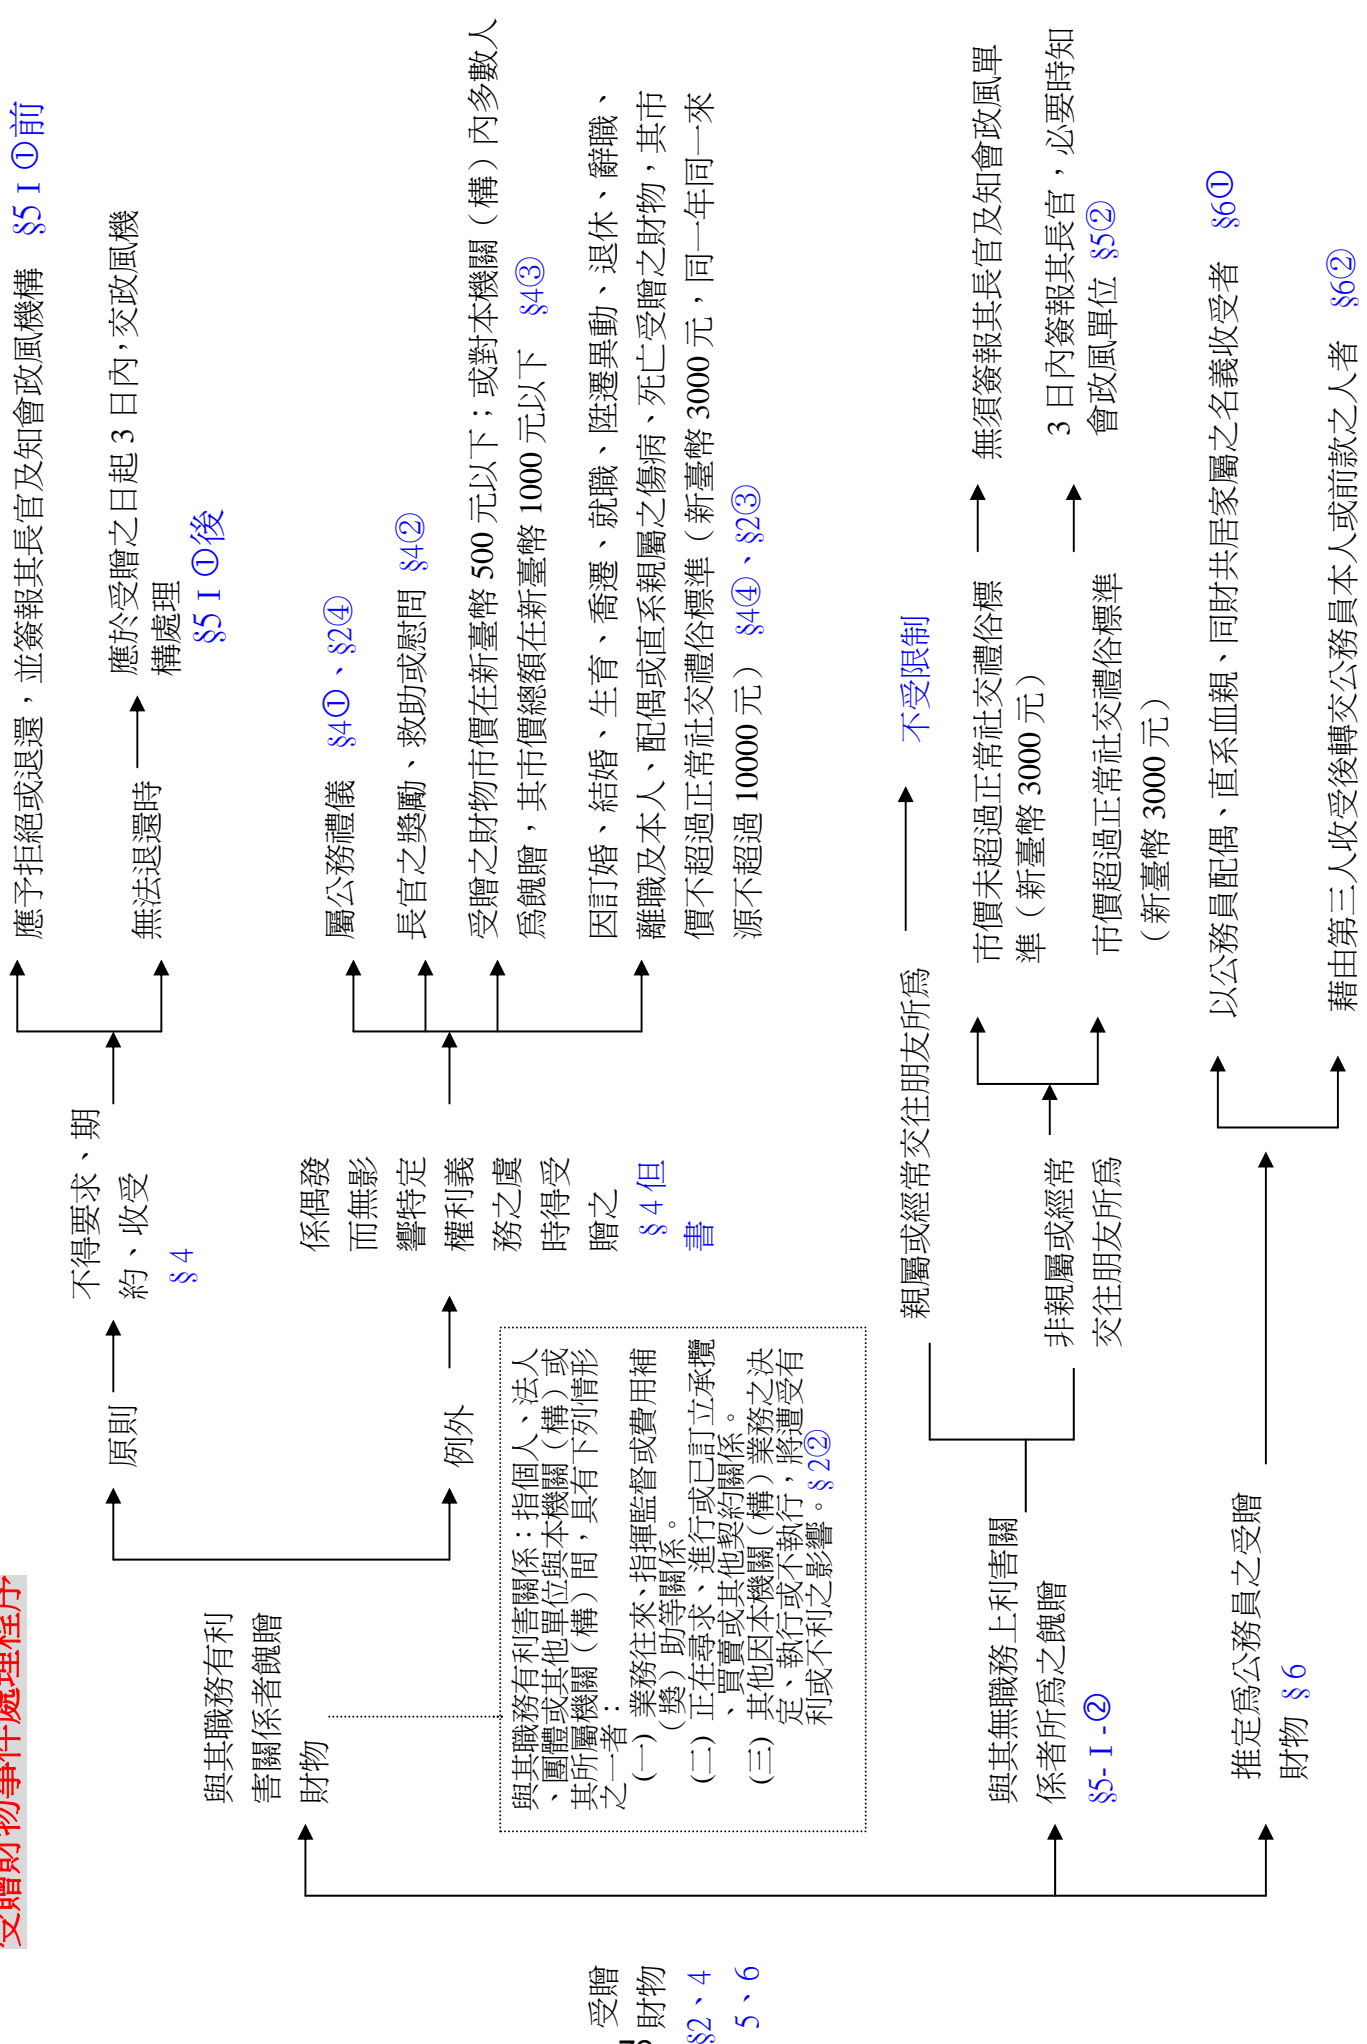 受贈財物事件處理程序
受贈
財物
§2、4
5、6
與其職務有利
害關係者餽贈
財物
原則
不得要求、期
約、收受
§4
應予拒絕或退還，並簽報其長官及知會政風機構 §5 I ①前
無法退還時
應於受贈之日起 3 日內，交政風機
構處理
§5 I ①後
例外
係偶發
而無影
響特定
權利義
務之虞
時得受
贈之
§4但
書
屬公務禮儀 §4①、§2④
長官之獎勵、救助或慰問 §4②
受贈之財物市價在新臺幣 500 元以下；或對本機關（構）內多數人
為餽贈，其市價總額在新臺幣 1000 元以下 §4③
因訂婚、結婚、生育、喬遷、就職、陞遷異動、退休、辭職、
離職及本人、配偶或直系親屬之傷病、死亡受贈之財物，其市
價不超過正常社交禮俗標準（新臺幣 3000 元，同一年同一來
源不超過 10000 元） §4④、§2③
與其職務有利害關係：指個人、法人
、團體或其他單位與本機關（構）或
其所屬機關（構）間，具有下列情形
之一者：
(一) 業務往來、指揮監督或費用補
（獎）助等關係。
(二) 正在尋求、進行或已訂立承攬
、買賣或其他契約關係。
(三) 其他因本機關（構）業務之決
定、執行或不執行，將遭受有
利或不利之影響。§2②
與其無職務上利害關
係者所為之餽贈
§5- I -②
親屬或經常交往朋友所為
不受限制
非親屬或經常
交往朋友所為
市價未超過正常社交禮俗標
準（新臺幣 3000 元）
無須簽報其長官及知會政風單
市價超過正常社交禮俗標準
（新臺幣 3000 元）
3 日內簽報其長官，必要時知
會政風單位 §5②
推定為公務員之受贈
財物 §6
以公務員配偶、直系血親、同財共居家屬之名義收受者 §6①
藉由第三人收受後轉交公務員本人或前款之人者 §6②